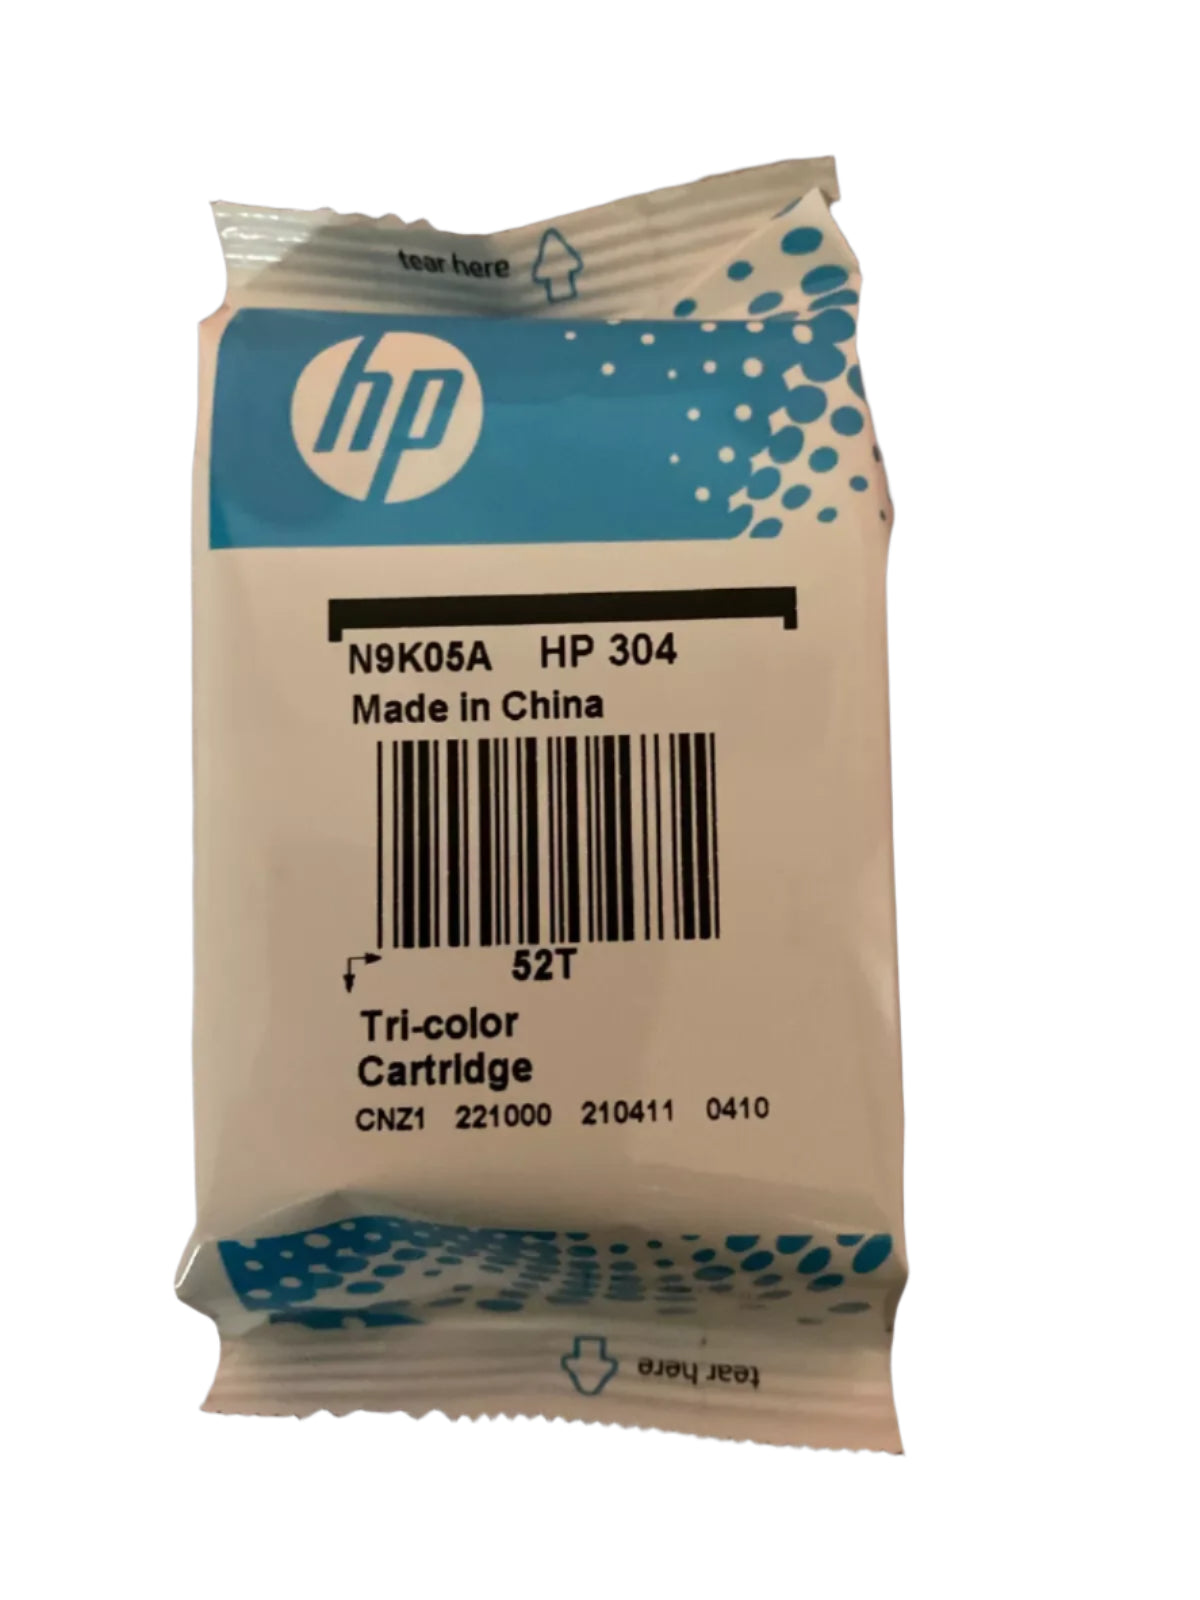 tear here
hp
N9K05A HP 304
Made in China
52T
Tri-color
Cartridge
CNZ1 221000 210411 0410
tear here